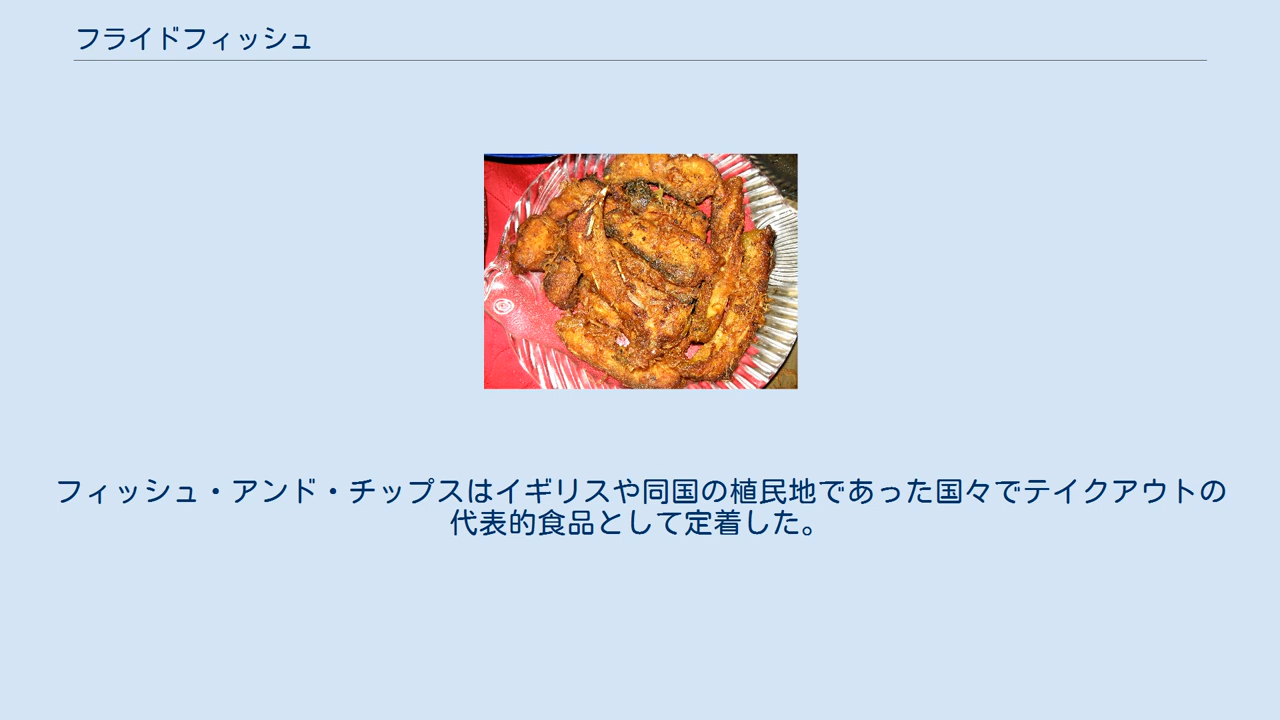 フライドフィッシュ
フィッシュ・アンド・チップスはイギリスや同国の植民地であった国々でテイクアウトの
代表的食品として定着した。